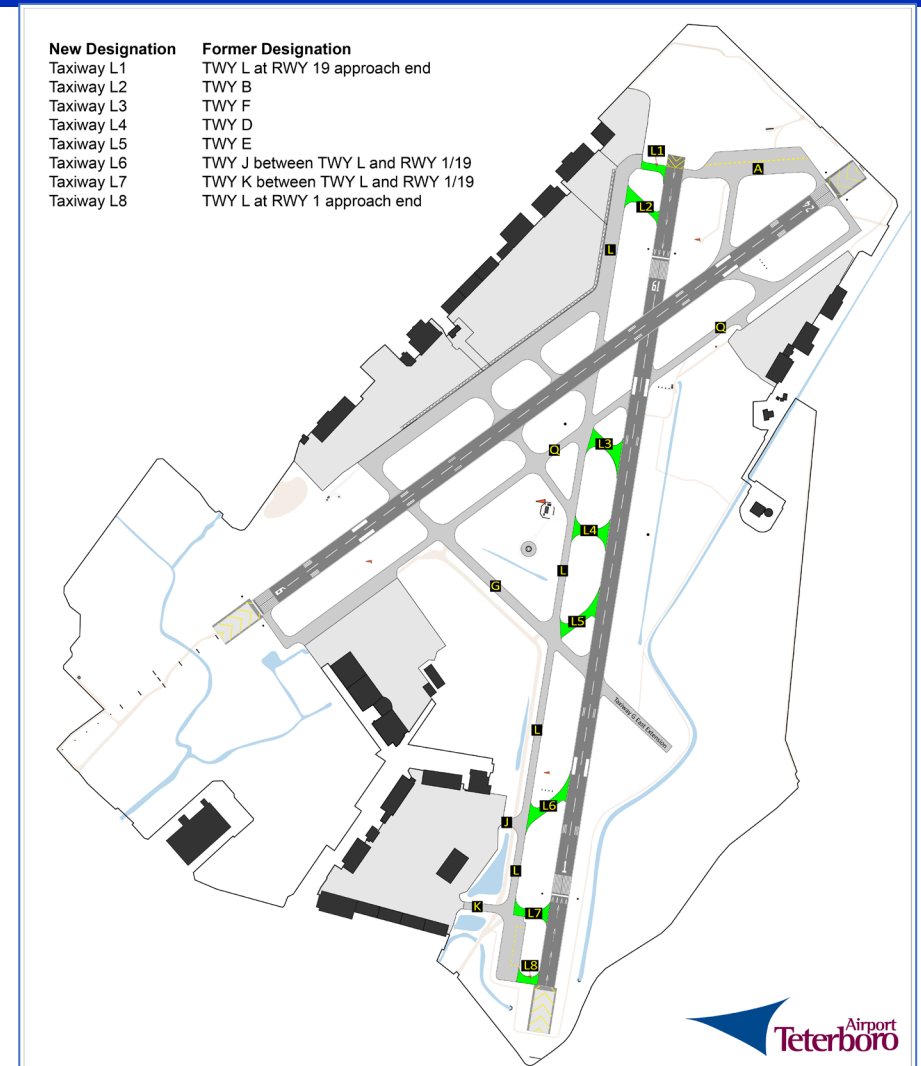 New Designation Former Designation
Taxiway L1 TWY L at RWY 19 approach end
Taxiway L2 TWY B
Taxiway L3 TWY F
Taxiway L4 TWY D
Taxiway L5 TWY E
Taxiway L6 TWY J between TWY L and RWY 1/19
Taxiway L7 TWY K between TWY L and RWY 1/19
Taxiway L8 TWY L at RWY 1 approach end
L1
A
L2
24
L
19
Q
L3
Q
L4
L
G
6
L5
Taxiway G East Extension
L
L6
J
1
L
K
L7
L8
Airport
Teterboro